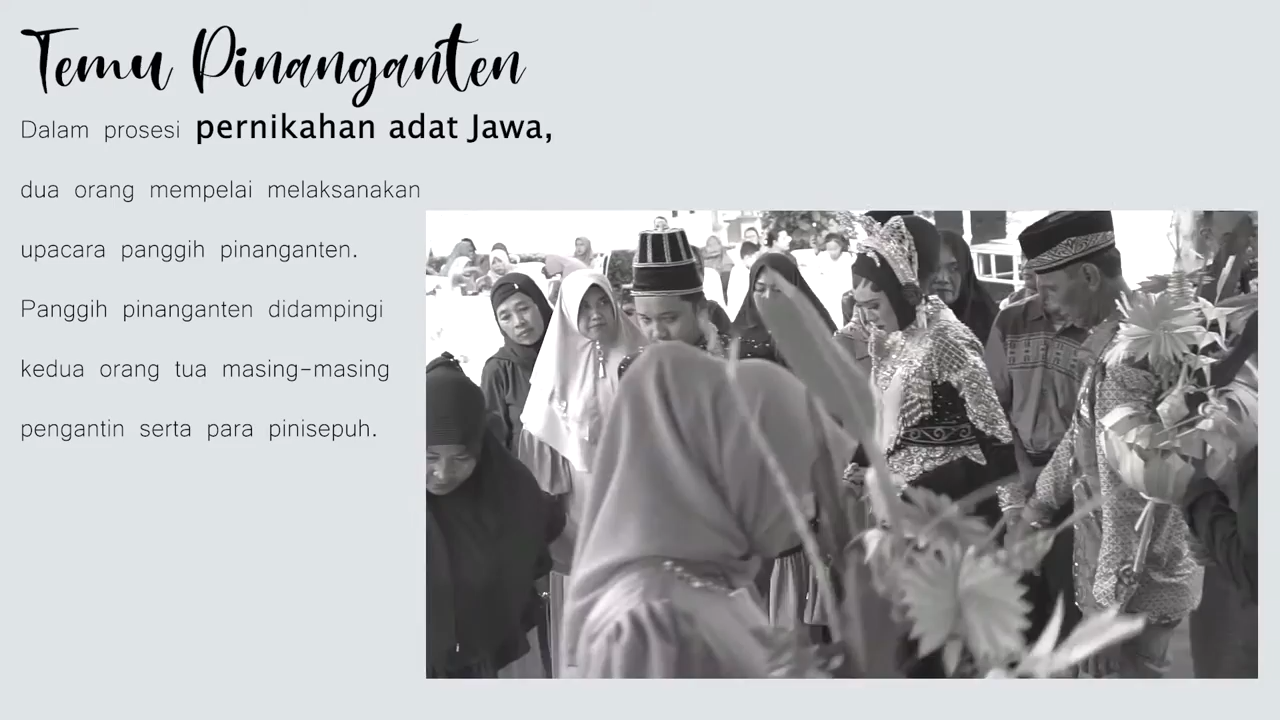 Temu Pinanganten
Dalam prosesi pernikahan adat Jawa,
dua orang mempelai melaksanakan
upacara panggih pinanganten.
Panggih pinanganten didampingi
kedua orang tua masing-masing
pengantin serta para pinisepuh.